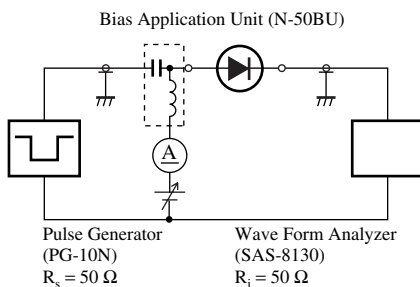 Bias Application Unit (N-50BU)
A
Pulse Generator
(PG-10N)
Rs = 50 Ω
Wave Form Analyzer
(SAS-8130)
Ri = 50 Ω